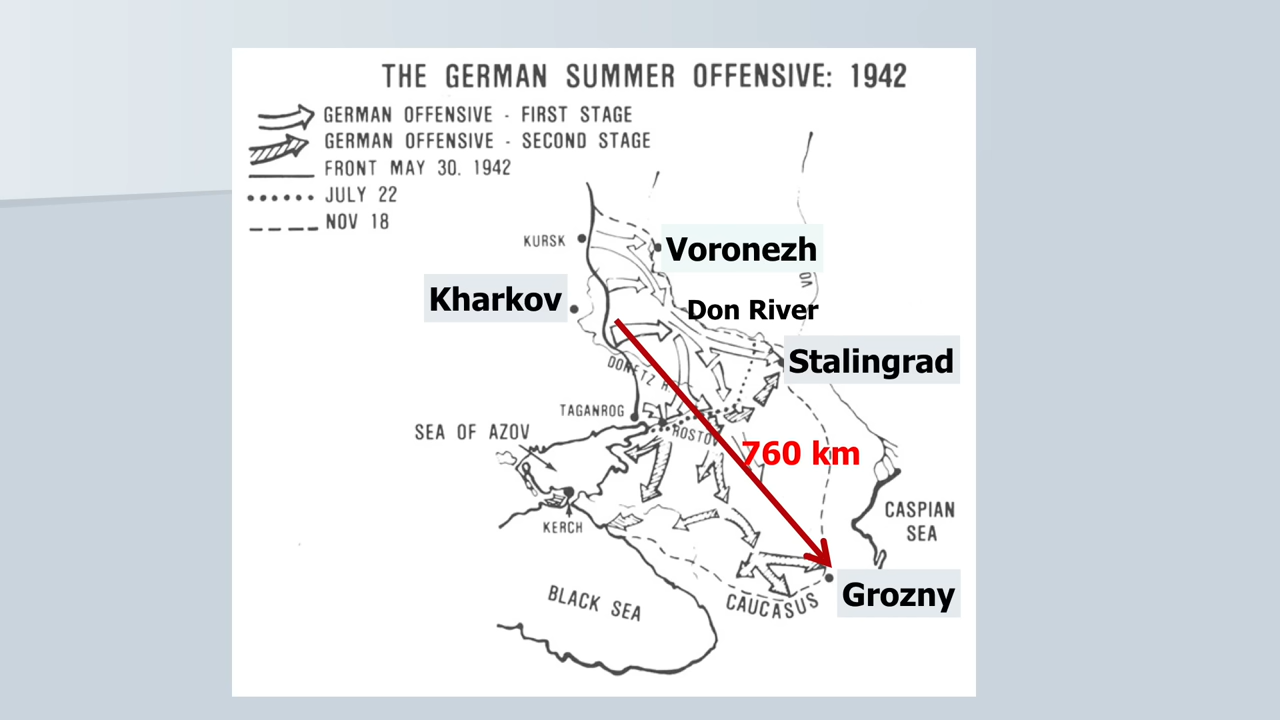 THE GERMAN SUMMER OFFENSIVE: 1942
GERMAN OFFENSIVE - FIRST STAGE
GERMAN OFFENSIVE - SECOND STAGE
FRONT MAY 30. 1942
JULY 22
NOV 18
KURSK
Voronezh
Kharkov
Don River
Stalingrad
DONETZ R
TAGANROG
ROSTOV
SEA OF AZOV
760 km
KERCH
CASPIAN
SEA
Grozny
CAUCASUS
BLACK SEA